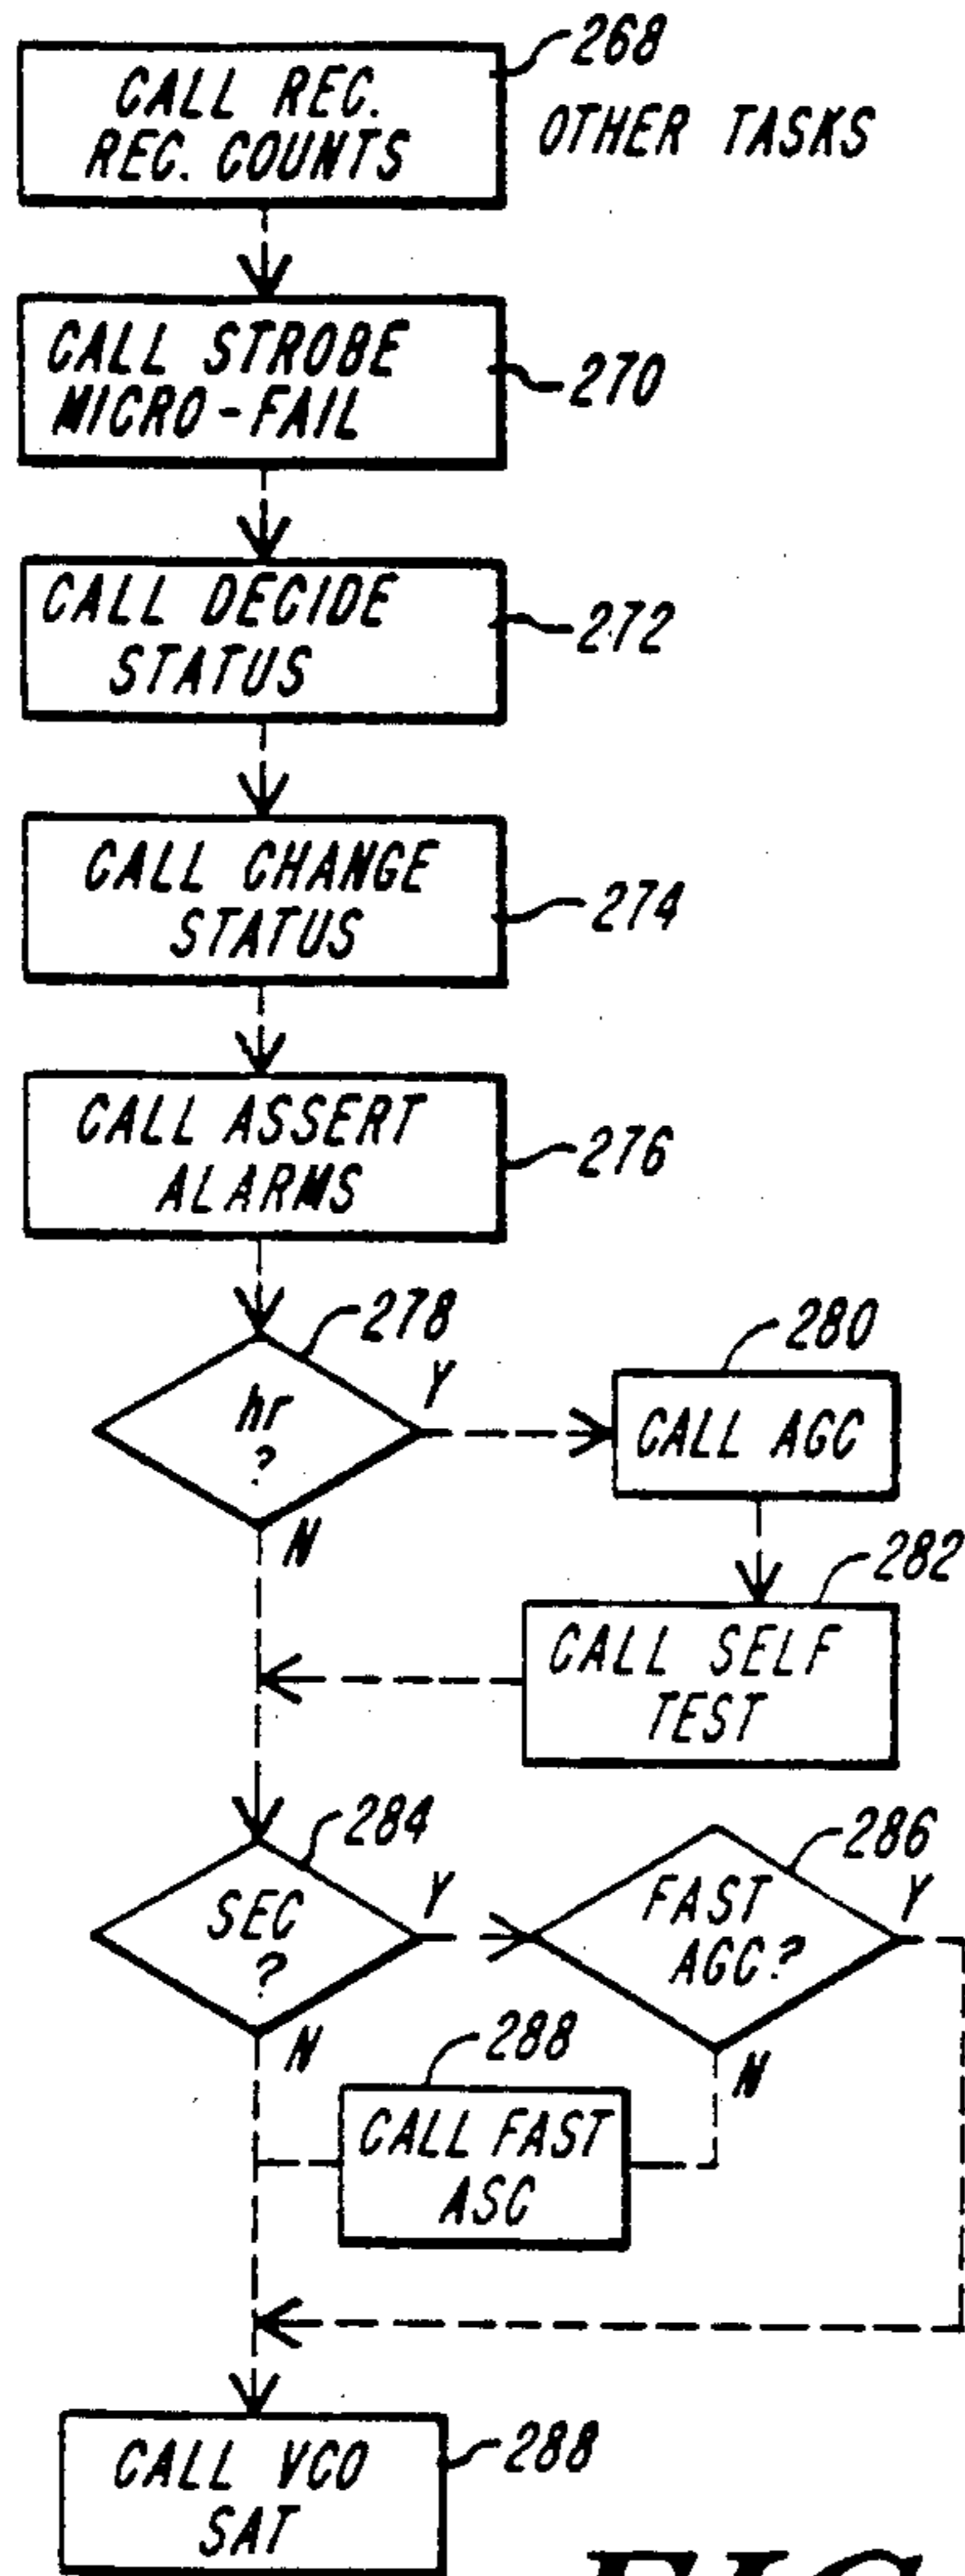 268
CALL REC.
REC. COUNTS
OTHER TASKS
CALL STROBE
MICRO-FAIL
270
CALL DECIDE
STATUS
272
CALL CHANGE
STATUS
274
CALL ASSERT
ALARMS
276
278
hr
?
Y
N
280
CALL AGC
282
CALL SELF
TEST
284
SEC
?
Y
N
286
FAST
AGC?
Y
N
288
CALL FAST
ASC
CALL VCO
SAT
288
FIG